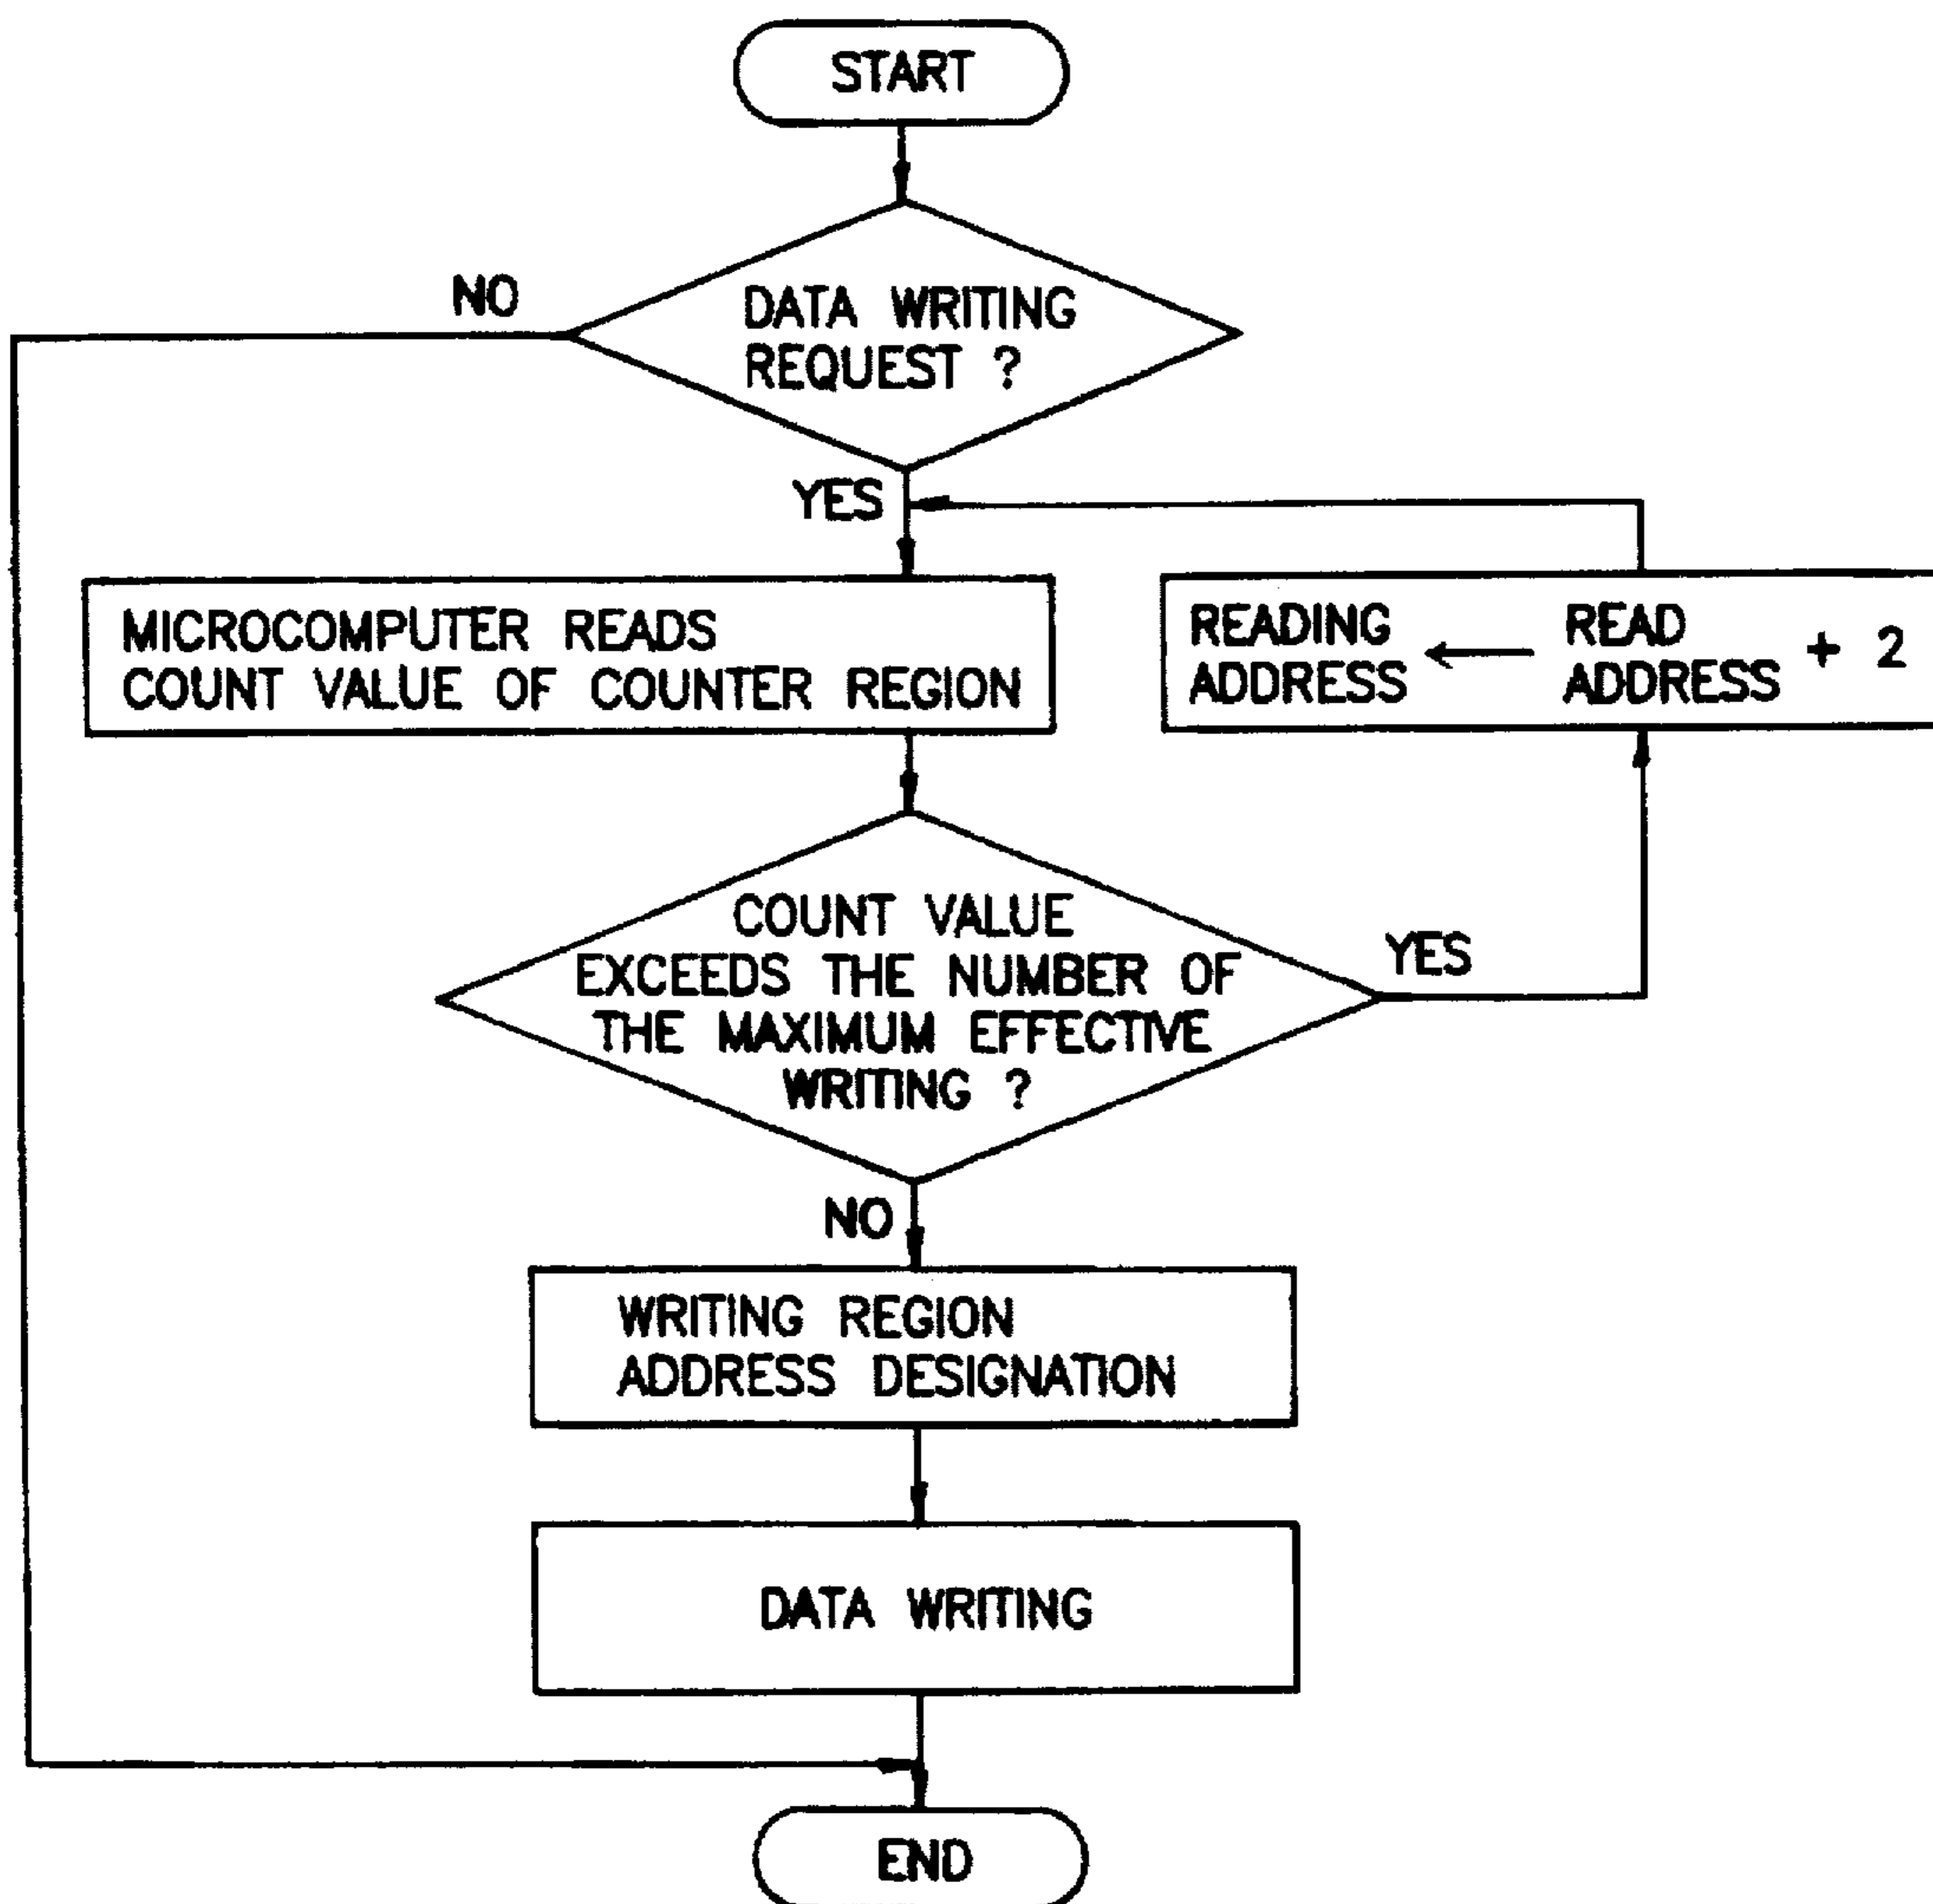 START
NO
DATA WRITING
REQUEST ?
YES
MICROCOMPUTER READS
COUNT VALUE OF COUNTER REGION
READING
ADDRESS
←
READ
ADDRESS
+ 2
COUNT VALUE
EXCEEDS THE NUMBER OF
THE MAXIMUM EFFECTIVE
WRITING ?
YES
NO
WRITING REGION
ADDRESS DESIGNATION
DATA WRITING
END